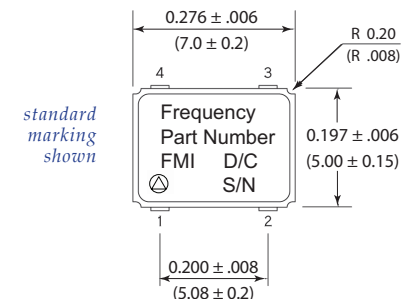 0.276 ± .006
(7.0 ± 0.2)
R 0.20
(R .008)
4 3
standard
marking
shown
Frequency
Part Number
FMI D/C
S/N
0.197 ± .006
(5.00 ± 0.15)
1 2
0.200 ± .008
(5.08 ± 0.2)